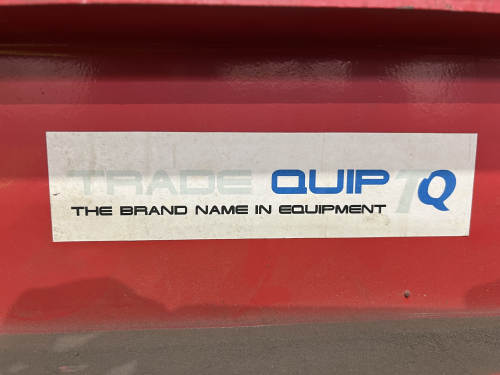 TRADE QUIP TQ
THE BRAND NAME IN EQUIPMENT